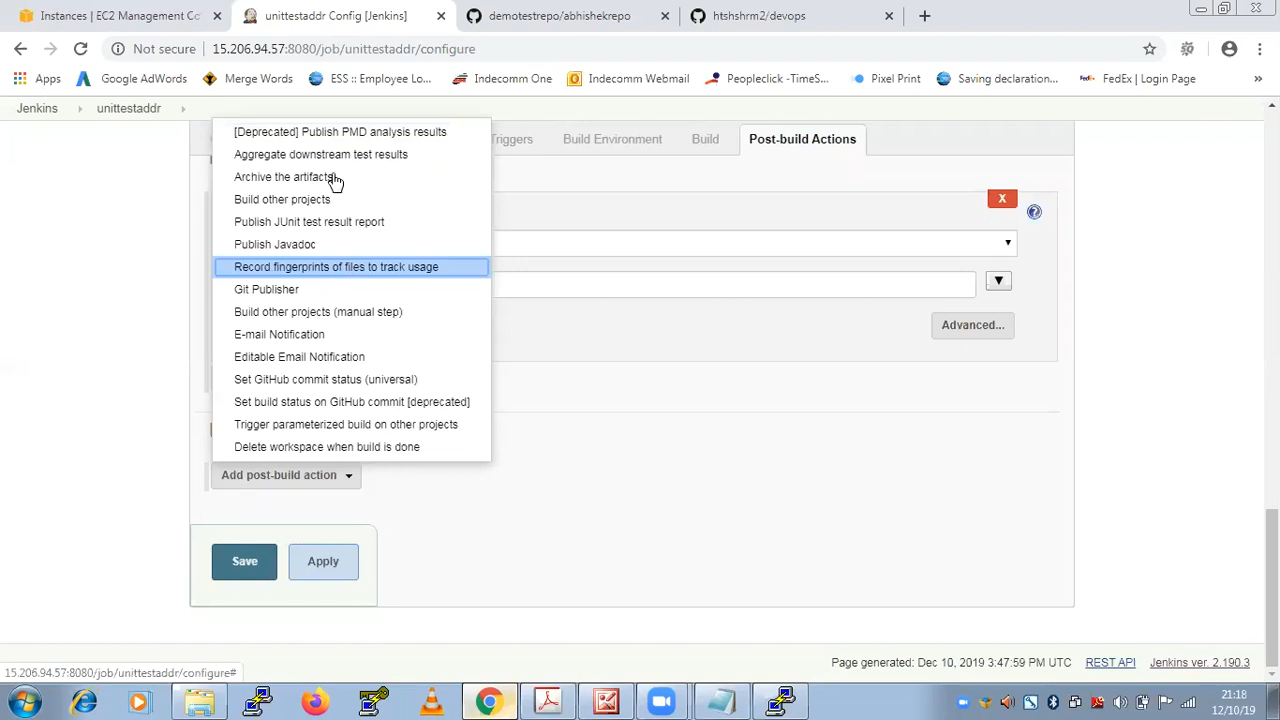 Instances | EC2 Management Co
unittestaddr Config [Jenkins]
demotestrepo/abhishekrepo
htshshrm2/devops
Not secure
15.206.94.57:8080/job/unittestaddr/configure
Apps
Google AdWords
Merge Words
ESS :: Employee Lo...
Indecomm One
Indecomm Webmail
Peopleclick -TimeS...
Pixel Print
Saving declaration...
FedEx | Login Page
»
Jenkins
unittestaddr
Triggers
Build Environment
Build
Post-build Actions
[Deprecated] Publish PMD analysis results
Aggregate downstream test results
Archive the artifacts
Build other projects
Publish JUnit test result report
Publish Javadoc
Record fingerprints of files to track usage
Git Publisher
Build other projects (manual step)
E-mail Notification
Editable Email Notification
Set GitHub commit status (universal)
Set build status on GitHub commit [deprecated]
Trigger parameterized build on other projects
Delete workspace when build is done
X
Advanced...
Add post-build action
Save
Apply
Page generated: Dec 10, 2019 3:47:59 PM UTC
REST API
Jenkins ver. 2.190.3
15.206.94.57:8080/job/unittestaddr/configure#
21:18
12/10/19